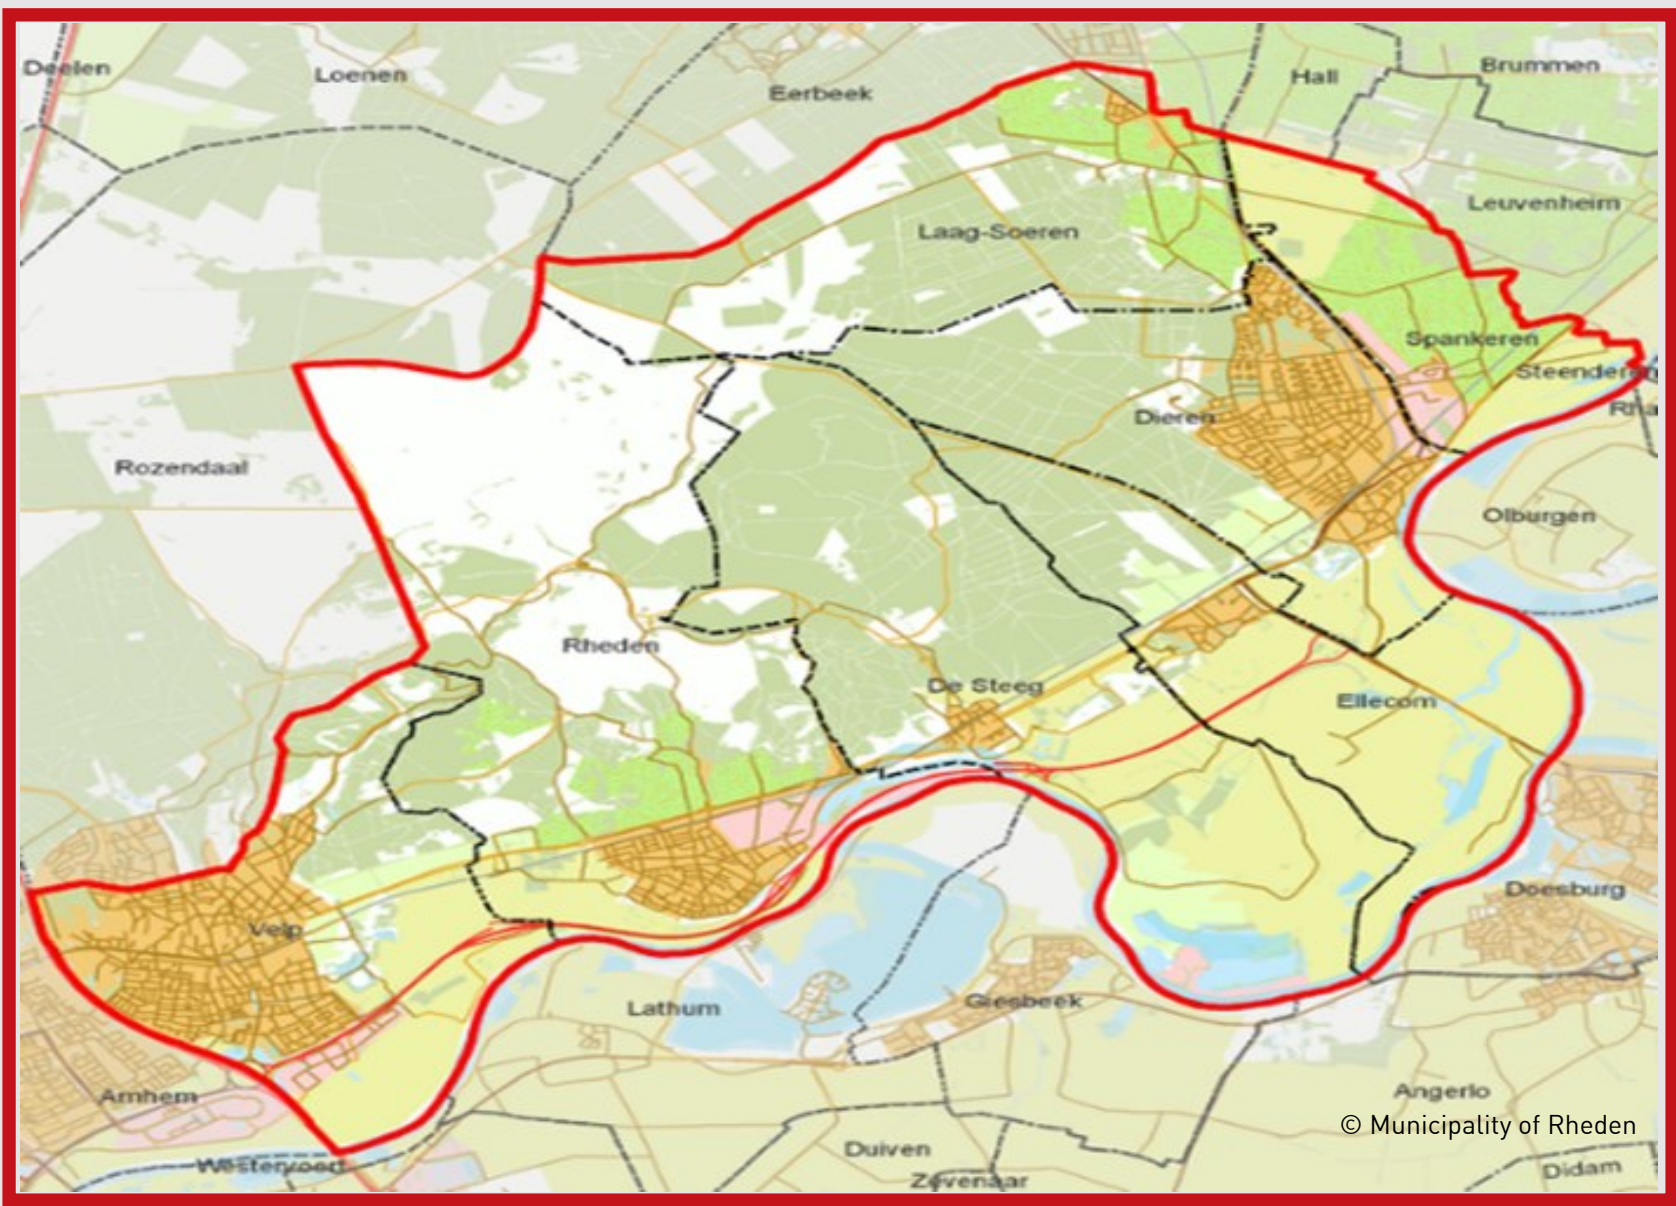 Deelen
Loenen
Eerbeek
Hall
Brummen
Laag-Soeren
Leuvenheim
Spankeren
Steenderen
Rha
Dieren
Rozendaal
Olburgen
Rheden
De Steeg
Ellecom
Velp
Doesburg
Lathum
Giesbeek
Arnhem
Angerlo
© Municipality of Rheden
Duiven
Westervoort
Didam
Zevenaar